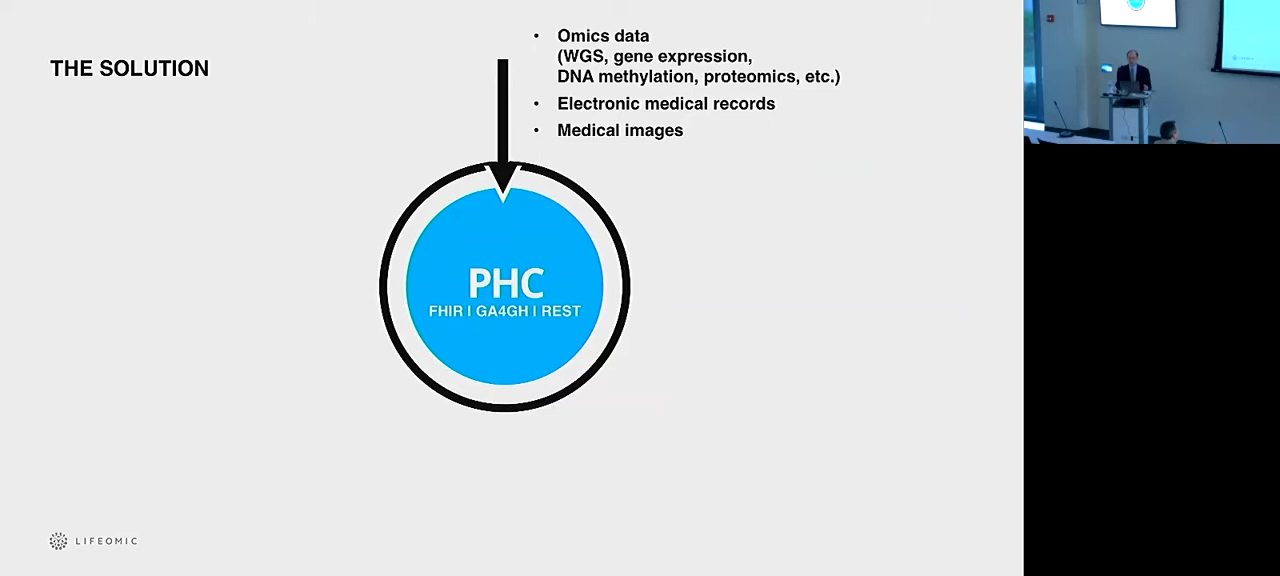 THE SOLUTION
• Omics data
(WGS, gene expression,
DNA methylation, proteomics, etc.)
• Electronic medical records
• Medical images
PHC
FHIR | GA4GH | REST
LIFEOMIC